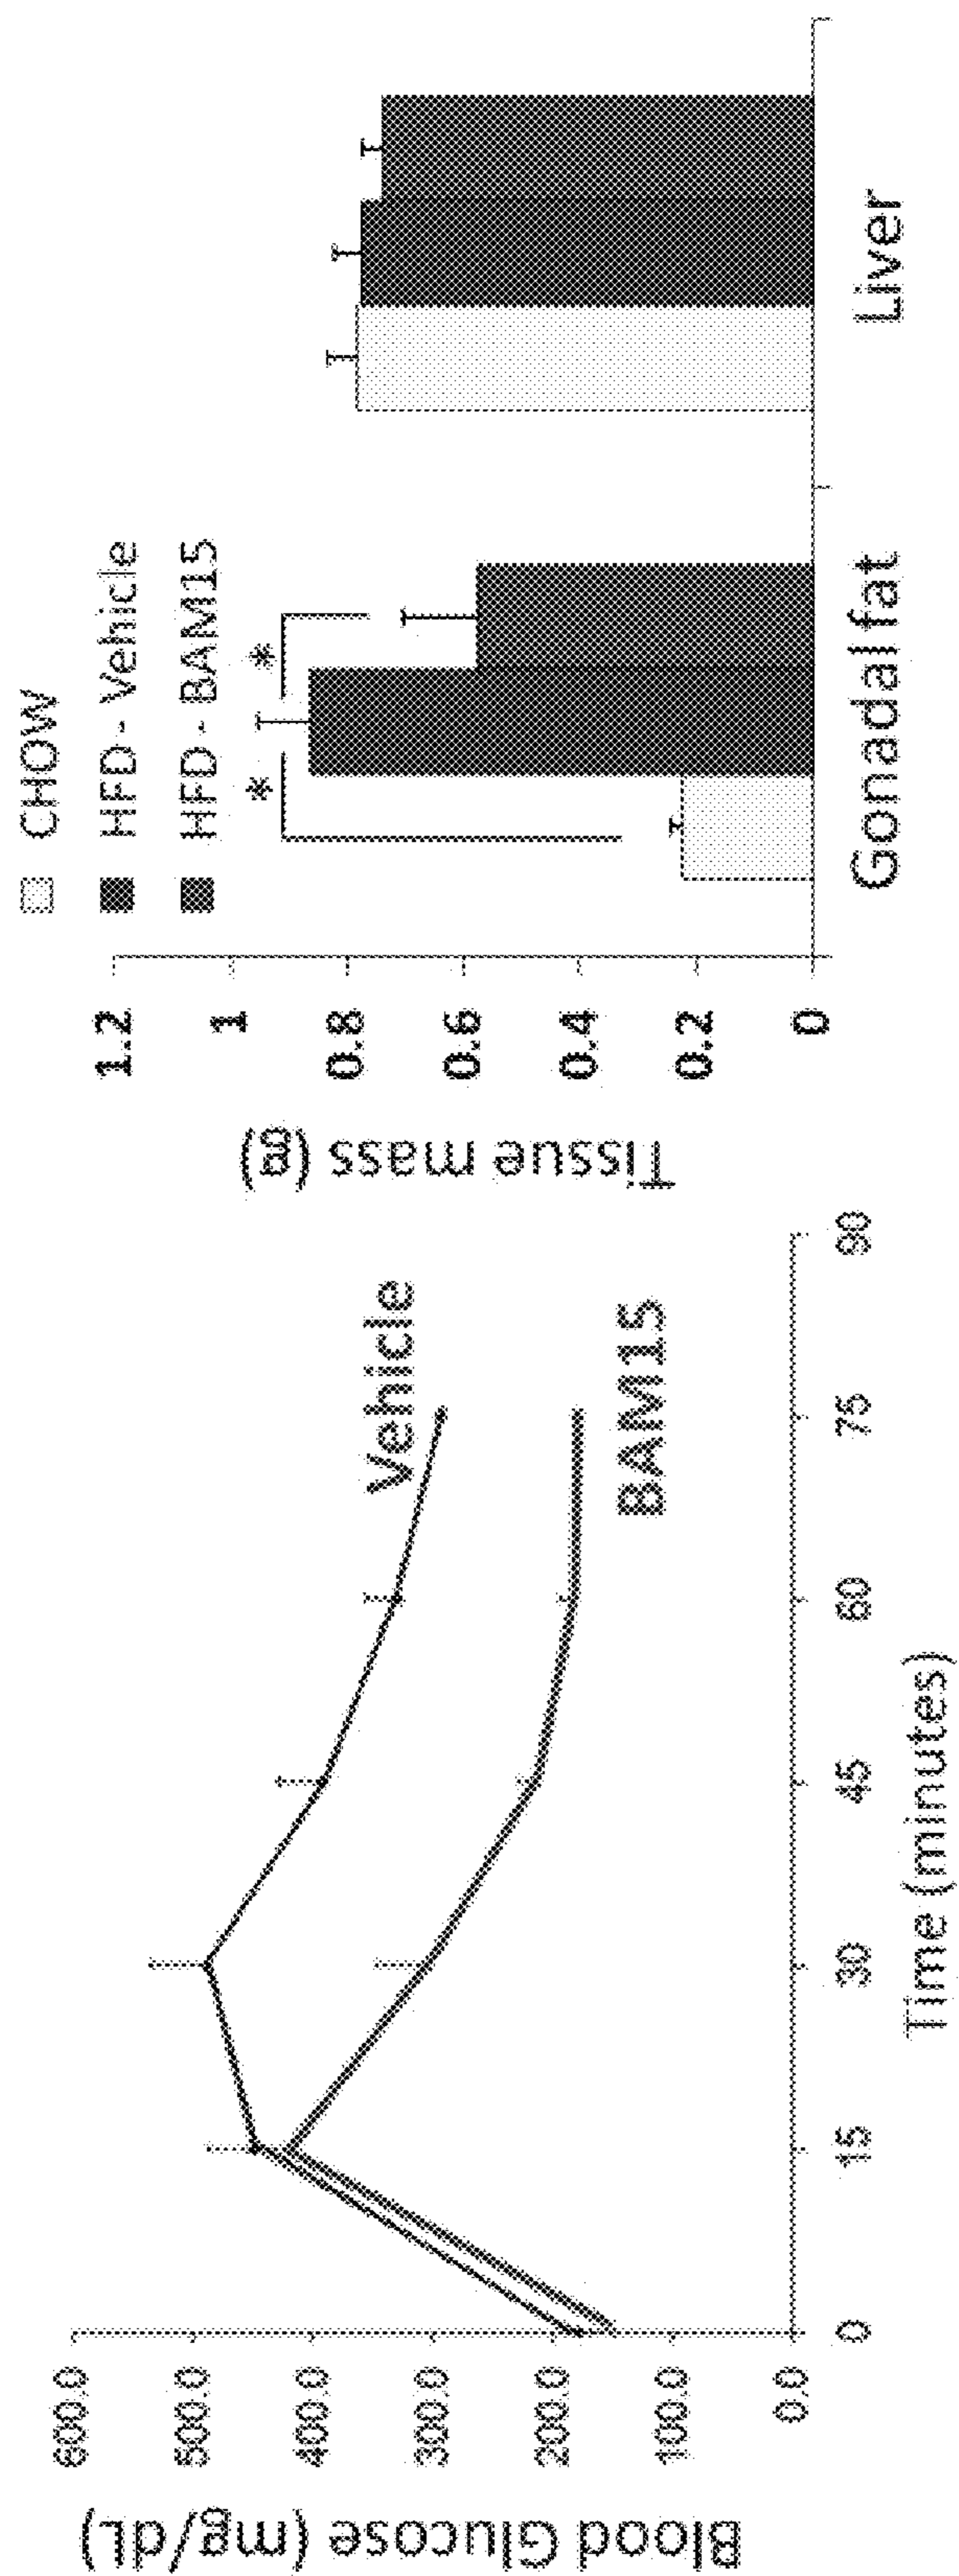 Blood Glucose (mg/dL)
600.0
500.0
400.0
300.0
200.0
100.0
0.0
0
15
30
45
60
75
90
Time (minutes)
Vehicle
BAM15
Tissue mass (g)
1.2
1
0.8
0.6
0.4
0.2
0
CHOW
HFD - Vehicle
HFD - BAM15
*
*
Gonadal fat
Liver